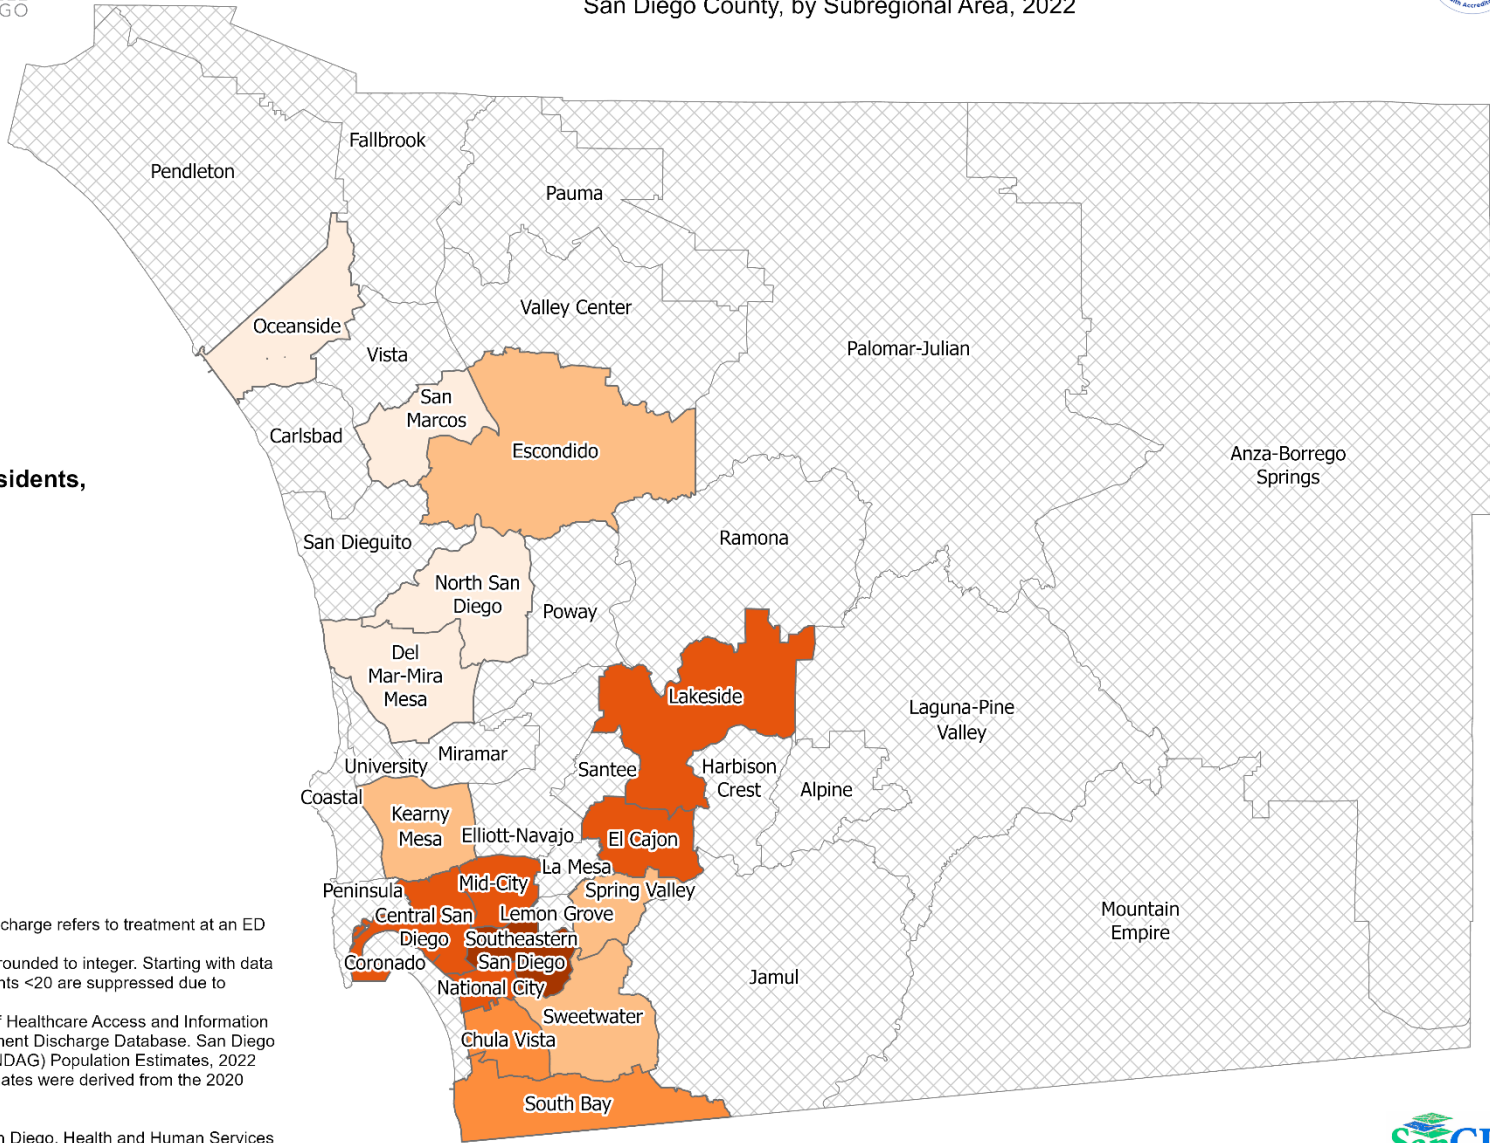 GO
San Diego County, by Subregional Area, 2022
Fallbrook
Pendleton
Pauma
Valley Center
Oceanside
Vista
Palomar-Julian
San
Marcos
Carlsbad
Escondido
Anza-Borrego
Springs
sidents,
San Dieguito
Ramona
North San
Diego
Poway
Del
Mar-Mira
Mesa
Lakeside
Laguna-Pine
Valley
Miramar
University
Santee
Harbison
Crest
Alpine
Coastal
Kearny
Mesa
Elliott-Navajo
El Cajon
La Mesa
Mid-City
Peninsula
Spring Valley
Central San
Diego
Lemon Grove
Southeastern
San Diego
Coronado
National City
Mountain
Empire
Jamul
Sweetwater
Chula Vista
South Bay
charge refers to treatment at an ED
rounded to integer. Starting with data
nts <20 are suppressed due to
f Healthcare Access and Information
nent Discharge Database. San Diego
NDAG) Population Estimates, 2022
ates were derived from the 2020
n Diego, Health and Human Services